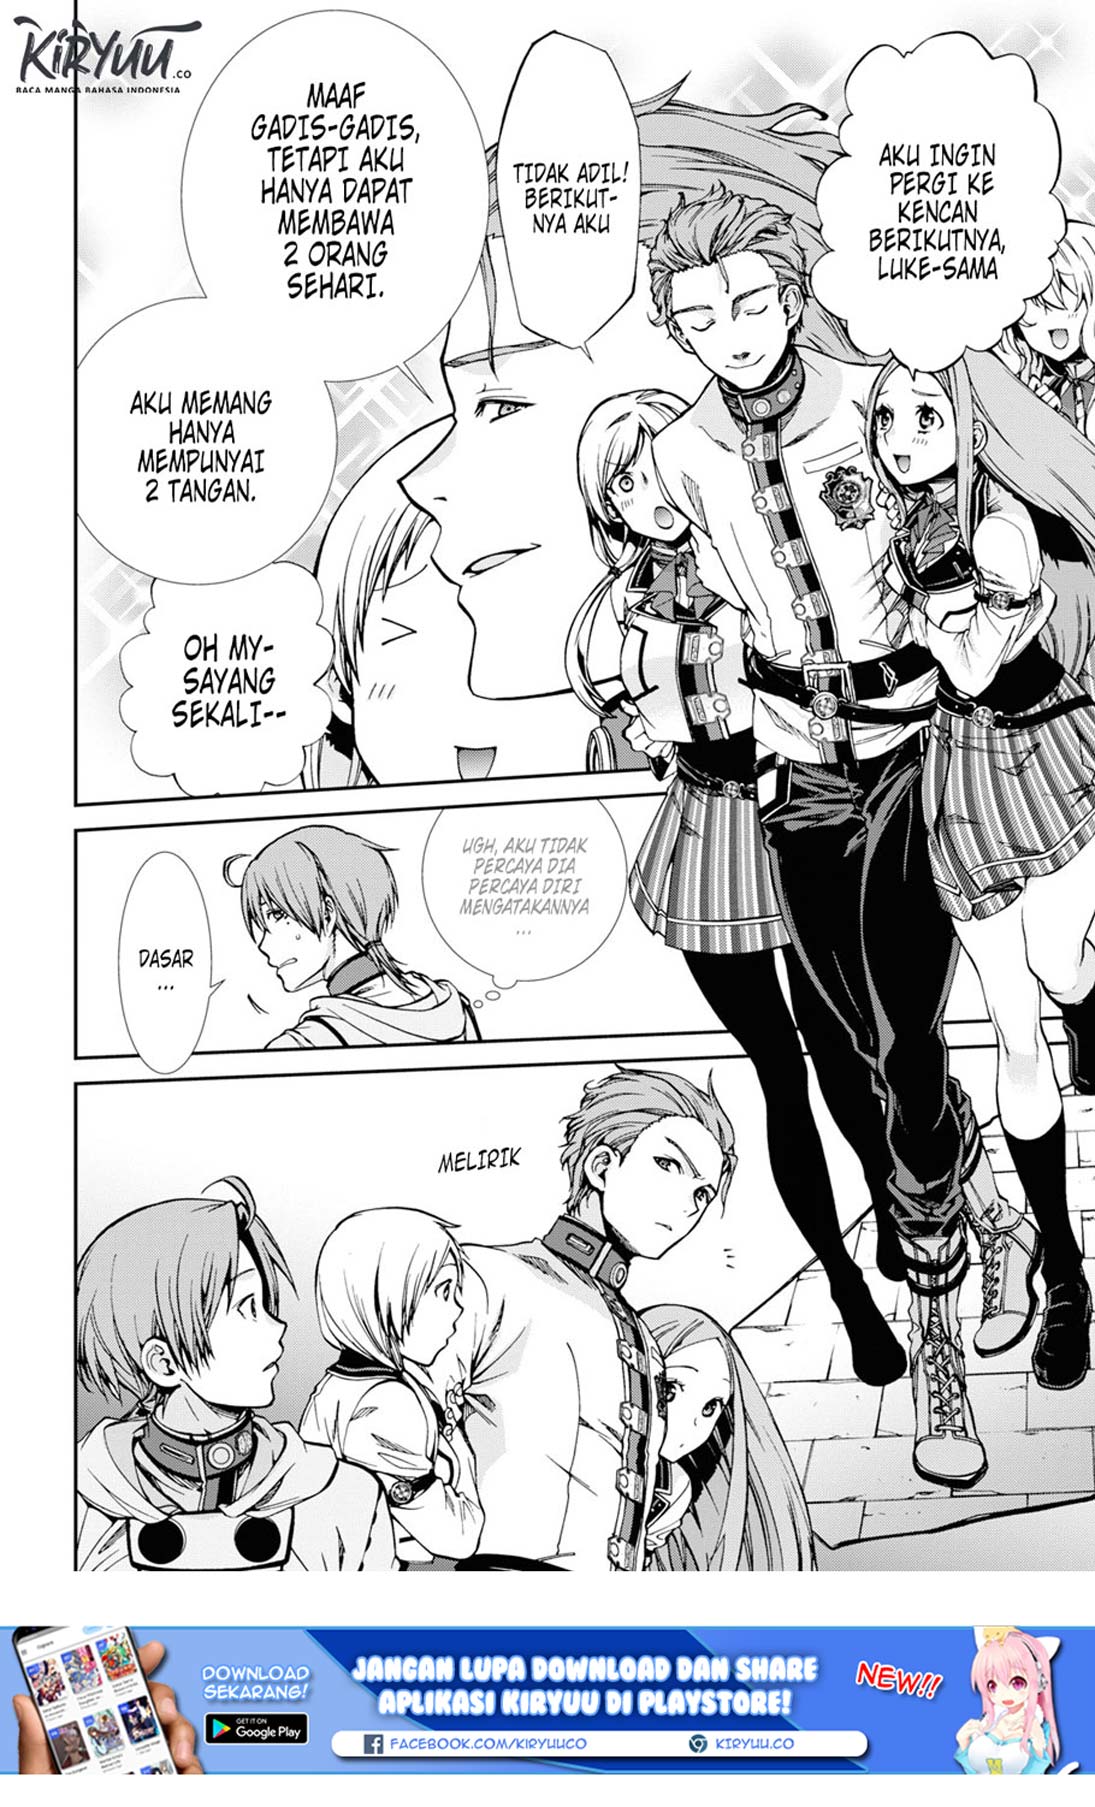 KIRYUU.CO
BACA MANGA BAHASA INDONESIA
AKU INGIN
PERGI KE
KENCAN
BERIKUTNYA,
LUKE-SAMA
TIDAK ADIL!
BERIKUT-
NYA AKU
MAAF
GADIS-GADIS,
TETAPI AKU
HANYA DAPAT
MEMBAWA
2 ORANG
SEHARI.
AKU MEMANG
HANYA
MEMPUNYAI
2 TANGAN.
OH MY-
SAYANG
SEKALI--
UGH, AKU TIDAK
PERCAYA DIA
PERCAYA DIRI
MENGATAKANNYA
...
DASAR
...
MELIRIK
DOWNLOAD
SEKARANG!
GET IT ON
Google Play
JANGAN LUPA DOWNLOAD DAN SHARE
APLIKASI KIRYUU DI PLAYSTORE!
FACEBOOK.COM/KIRYUUCO
KIRYUU.CO
NEW!!